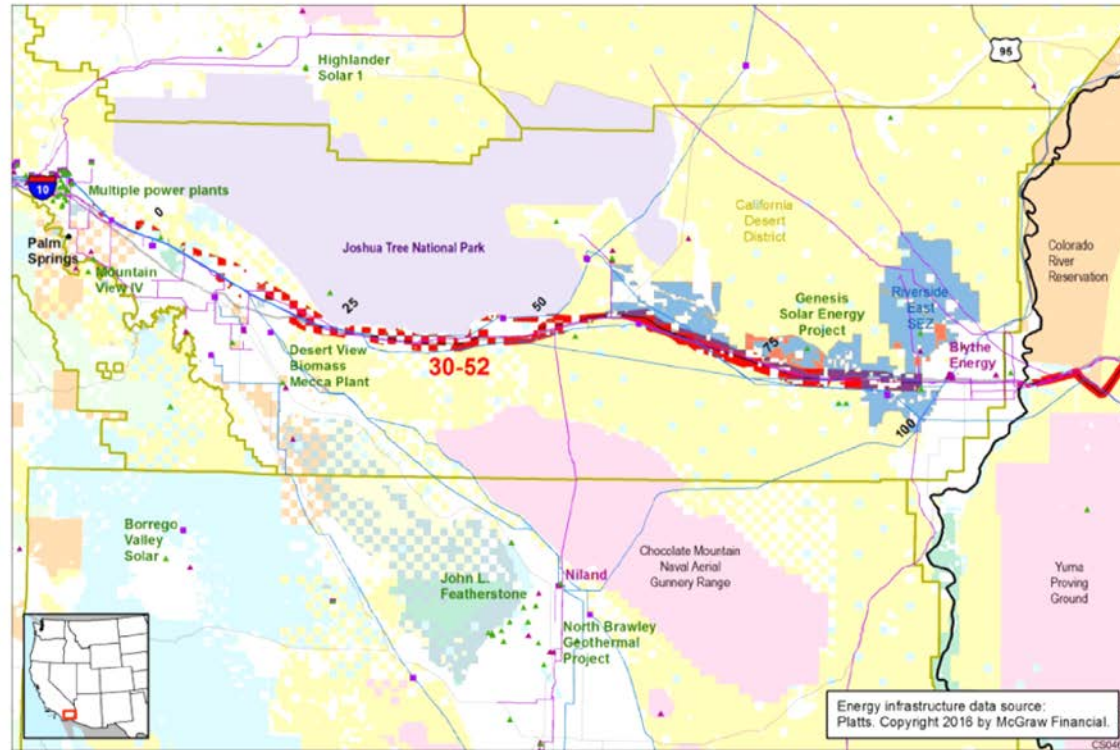 Highlander
Solar 1
95
10
Multiple power plants
0
Palm
Springs
Mountain
View IV
Joshua Tree National Park
California
Desert
District
Colorado
River
Reservation
25
50
Genesis
Solar Energy
Project
Riverside
East
SEZ
75
Blythe
Energy
Desert View
Biomass
Mecca Plant
30-52
100
Borrego
Valley
Solar
John L.
Featherstone
Niland
Chocolate Mountain
Naval Aerial
Gunnery Range
Yuma
Proving
Ground
North Brawley
Geothermal
Project
Energy infrastructure data source:
Platts. Copyright 2016 by McGraw Financial.